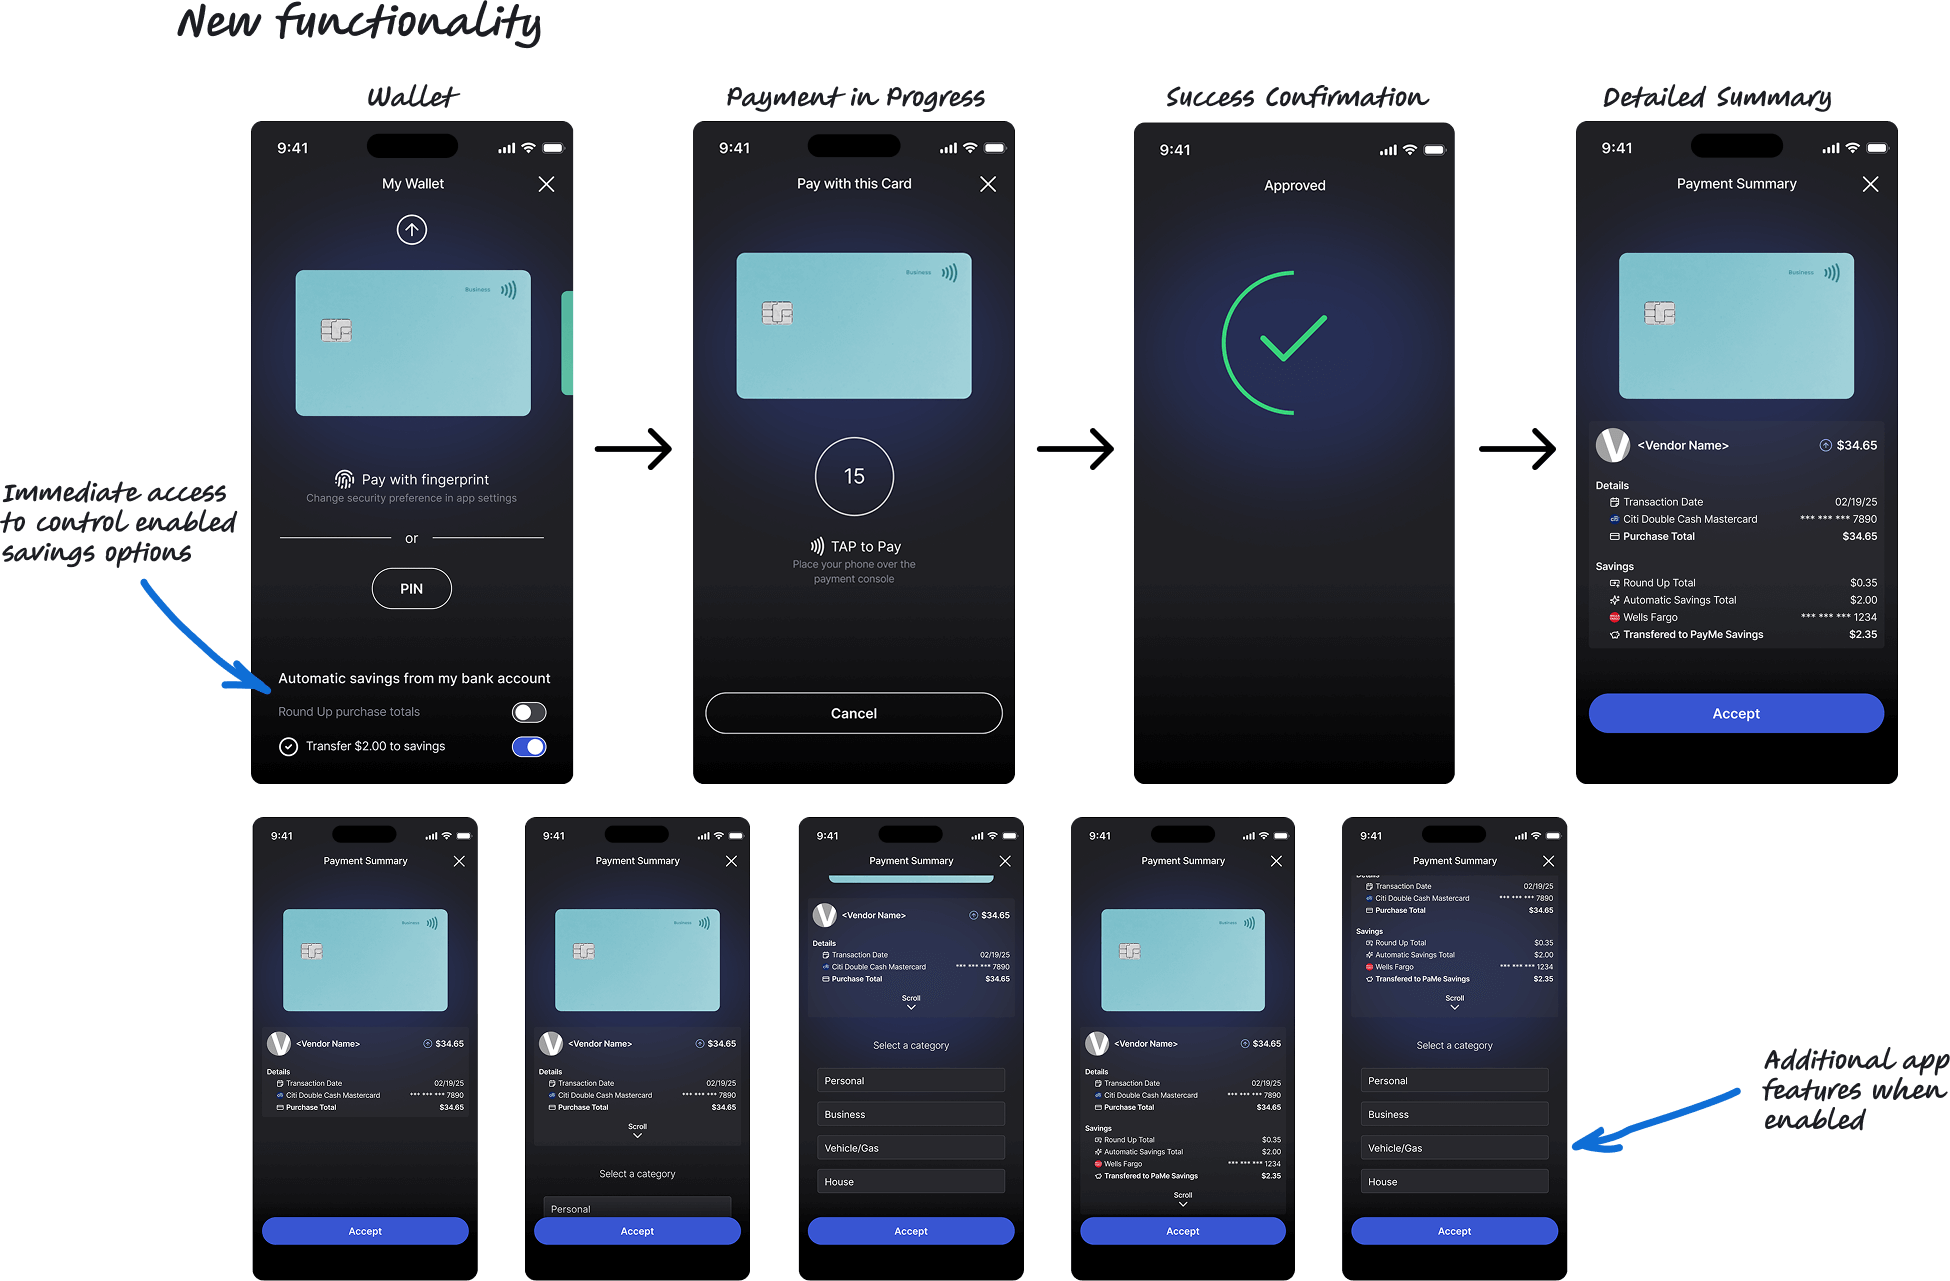 New functionality
Wallet
Payment in Progress
Success Confirmation
Detailed Summary
9:41
My Wallet
Business
Pay with fingerprint
Change security preference in app settings
or
PIN
Automatic savings from my bank account
Round Up purchase totals
Transfer $2.00 to savings
Immediate access
to control enabled
savings options
9:41
Pay with this Card
Business
15
TAP to Pay
Place your phone over the
payment console
Cancel
9:41
Approved
9:41
Payment Summary
Business
<Vendor Name> $34.65
Details
Transaction Date 02/19/25
Citi Double Cash Mastercard *** *** *** 7890
Purchase Total $34.65
Savings
Round Up Total $0.35
Automatic Savings Total $2.00
Wells Fargo *** *** *** 1234
Transfered to PayMe Savings $2.35
Accept
9:41
Payment Summary
Business
<Vendor Name> $34.65
Details
Transaction Date 02/19/25
Citi Double Cash Mastercard *** *** *** 7890
Purchase Total $34.65
Accept
9:41
Payment Summary
Business
<Vendor Name> $34.65
Details
Transaction Date 02/19/25
Citi Double Cash Mastercard *** *** *** 7890
Purchase Total $34.65
Scroll
Select a category
Personal
Accept
9:41
Payment Summary
<Vendor Name> $34.65
Details
Transaction Date 02/19/25
Citi Double Cash Mastercard *** *** *** 7890
Purchase Total $34.65
Scroll
Select a category
Personal
Business
Vehicle/Gas
House
Accept
9:41
Payment Summary
Business
<Vendor Name> $34.65
Details
Transaction Date 02/19/25
Citi Double Cash Mastercard *** *** *** 7890
Purchase Total $34.65
Savings
Round Up Total $0.35
Automatic Savings Total $2.00
Wells Fargo *** *** *** 1234
Transfered to PaMe Savings $2.35
Scroll
Accept
9:41
Payment Summary
Details
Transaction Date 02/19/25
Citi Double Cash Mastercard *** *** *** 7890
Purchase Total $34.65
Savings
Round Up Total $0.35
Automatic Savings Total $2.00
Wells Fargo *** *** *** 1234
Transfered to PaMe Savings $2.35
Scroll
Select a category
Personal
Business
Vehicle/Gas
House
Accept
Additional app
features when
enabled